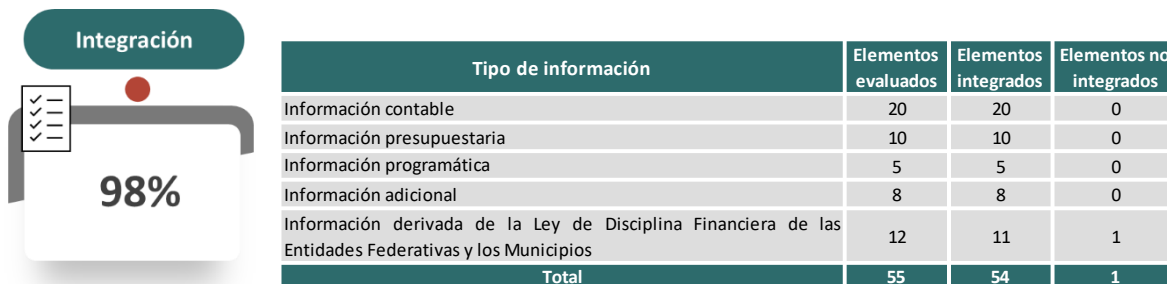 Integración
98%
Tipo de información Elementos evaluados Elementos integrados Elementos no integrados
Información contable 20 20 0
Información presupuestaria 10 10 0
Información programática 5 5 0
Información adicional 8 8 0
Información derivada de la Ley de Disciplina Financiera de las
Entidades Federativas y los Municipios 12 11 1
Total 55 54 1